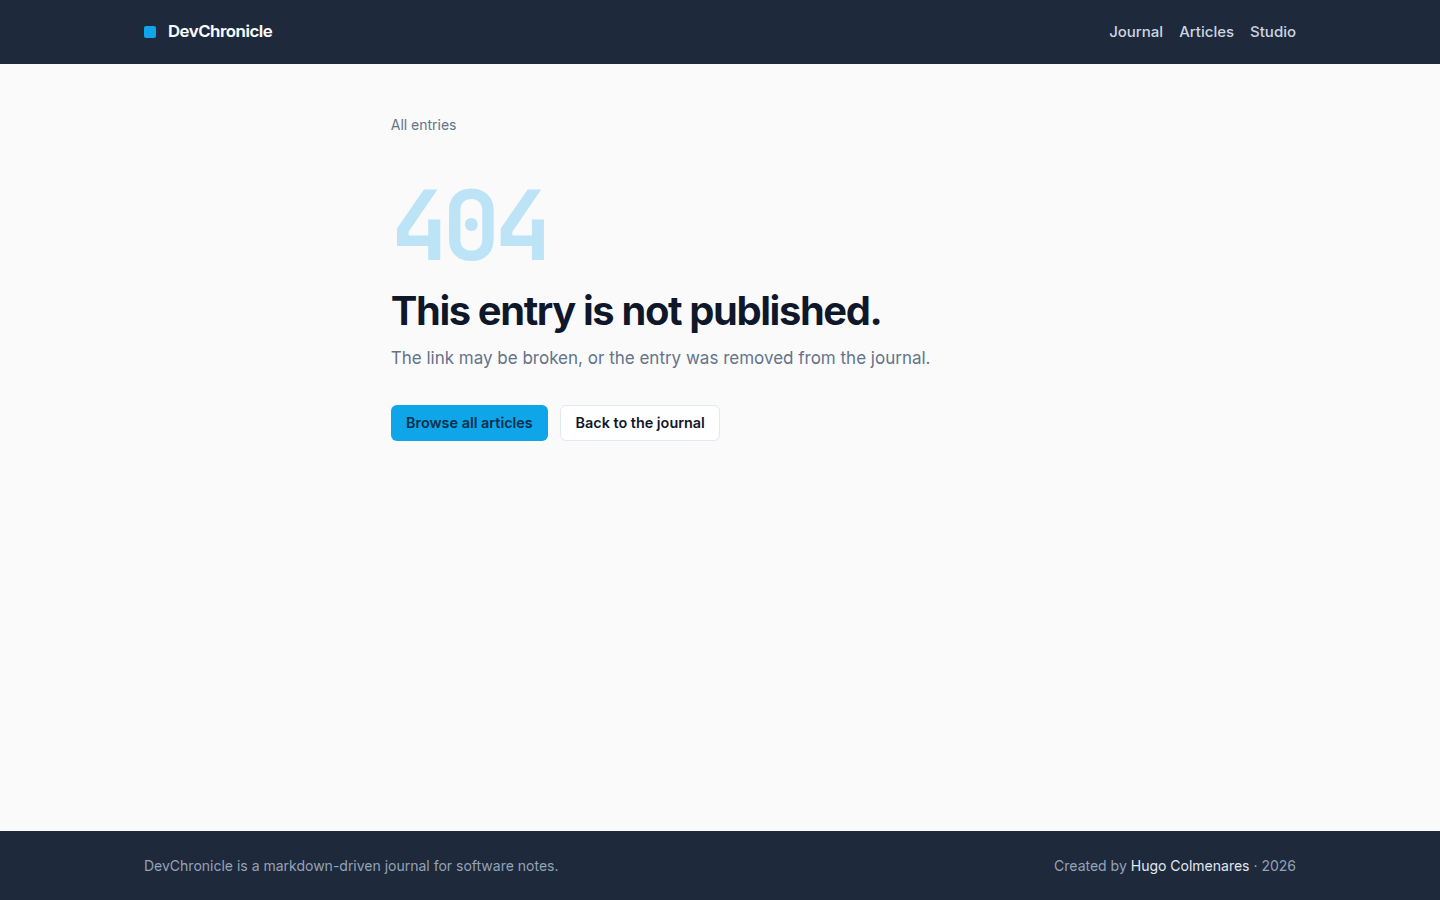 DevChronicle
Journal Articles Studio
All entries
404
This entry is not published.
The link may be broken, or the entry was removed from the journal.
Browse all articles
Back to the journal
DevChronicle is a markdown-driven journal for software notes.
Created by Hugo Colmenares · 2026